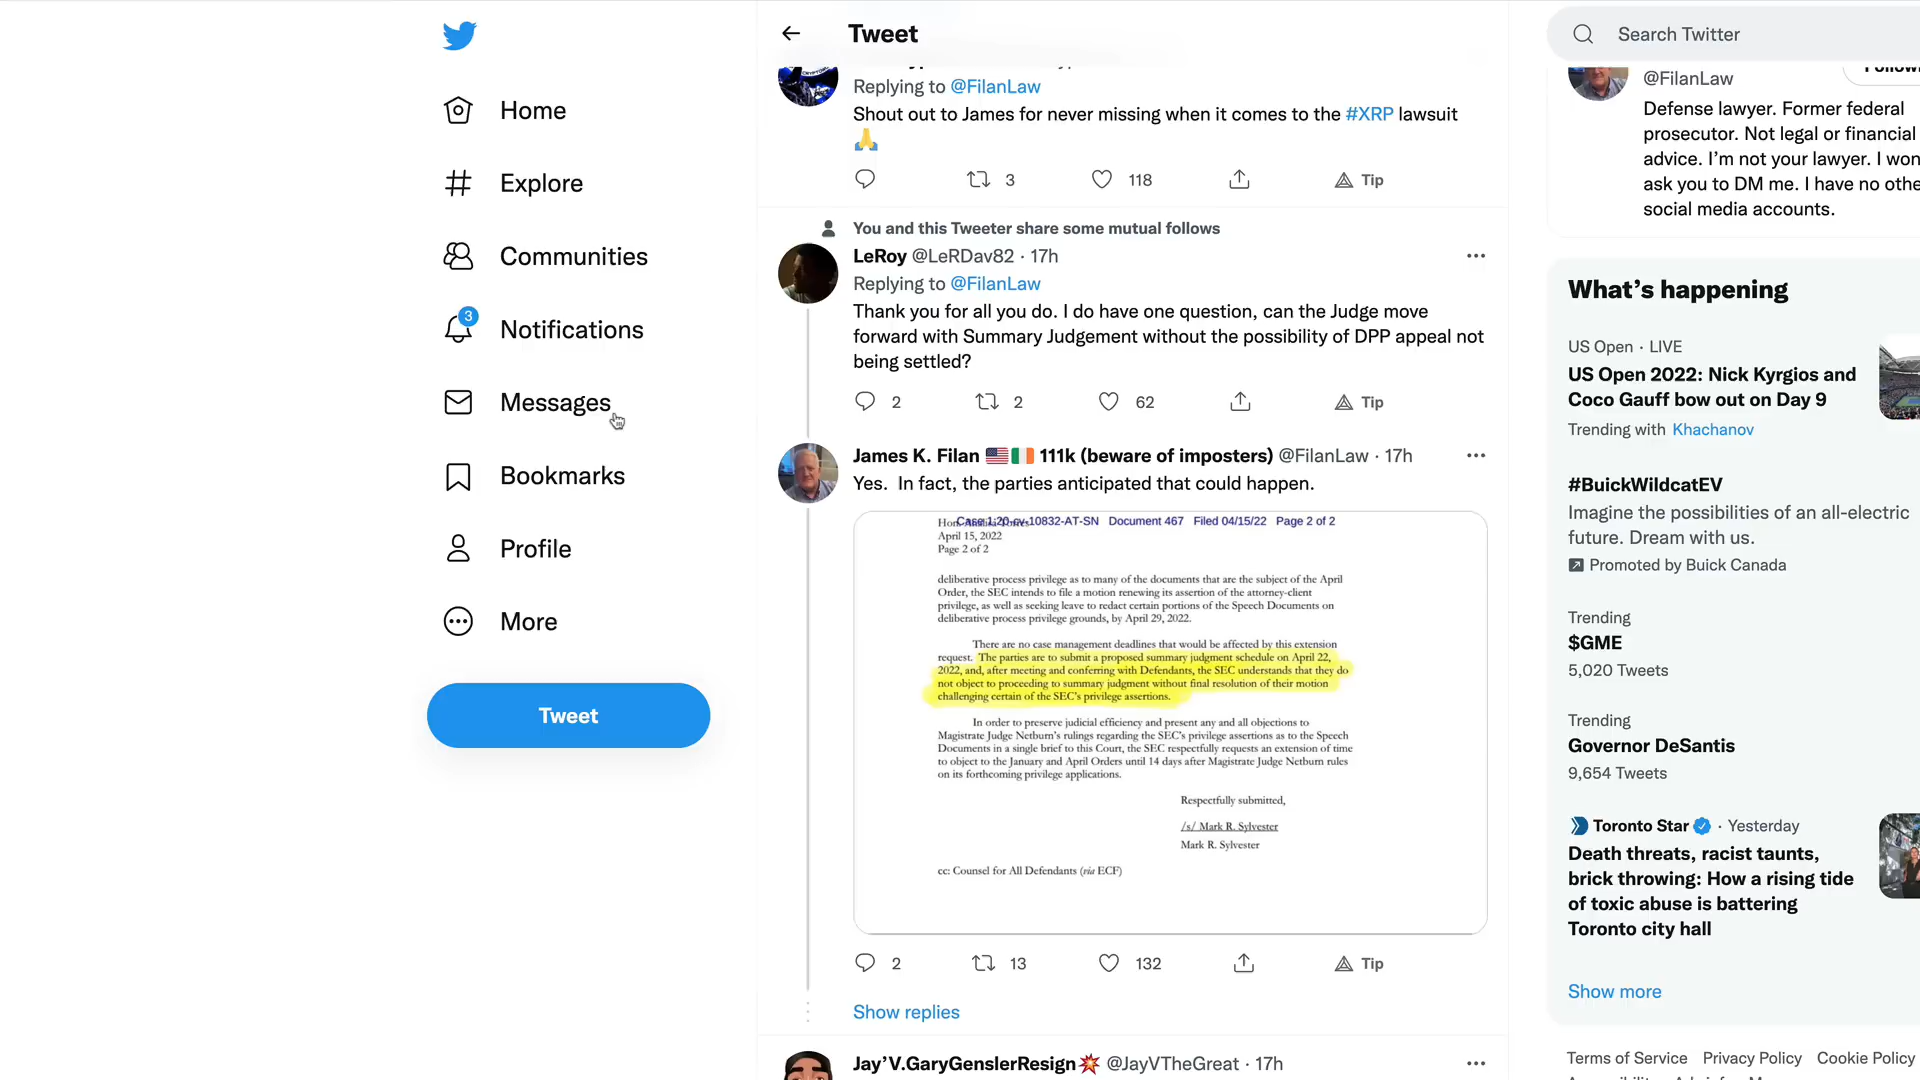 Home
Explore
Communities
3
Notifications
Messages
Bookmarks
Profile
More
Tweet
Tweet
Replying to @FilanLaw
Shout out to James for never missing when it comes to the #XRP lawsuit
🙏
3
118
Tip
You and this Tweeter share some mutual follows
LeRoy @LeRDav82 · 17h
Replying to @FilanLaw
Thank you for all you do. I do have one question, can the Judge move
forward with Summary Judgement without the possibility of DPP appeal not
being settled?
2
2
62
Tip
James K. Filan 🇺🇸🇮🇪 111k (beware of imposters) @FilanLaw · 17h
Yes. In fact, the parties anticipated that could happen.
Case 1:20-cv-10832-AT-SN Document 467 Filed 04/15/22 Page 2 of 2
Hon. Analisa Torres
April 15, 2022
Page 2 of 2
deliberative process privilege as to many of the documents that are the subject of the April
Order, the SEC intends to file a motion renewing its assertion of the attorney-client
privilege, as well as seeking leave to redact certain portions of the Speech Documents on
deliberative process privilege grounds, by April 29, 2022.
There are no case management deadlines that would be affected by this extension
request. The parties are to submit a proposed summary judgment schedule on April 22,
2022, and, after meeting and conferring with Defendants, the SEC understands that they do
not object to proceeding to summary judgment without final resolution of their motion
challenging certain of the SEC's privilege assertions.
In order to preserve judicial efficiency and present any and all objections to
Magistrate Judge Netburn's rulings regarding the SEC's privilege assertions as to the Speech
Documents in a single brief to this Court, the SEC respectfully requests an extension of time
to object to the January and April Orders until 14 days after Magistrate Judge Netburn rules
on its forthcoming privilege applications.
Respectfully submitted,
/s/ Mark R. Sylvester
Mark R. Sylvester
cc: Counsel for All Defendants (via ECF)
2
13
132
Tip
Show replies
Jay'V.GaryGenslerResign💥 @JayVTheGreat · 17h
Search Twitter
@FilanLaw
Defense lawyer. Former federal
prosecutor. Not legal or financial
advice. I'm not your lawyer. I won
ask you to DM me. I have no othe
social media accounts.
What's happening
US Open · LIVE
US Open 2022: Nick Kyrgios and
Coco Gauff bow out on Day 9
Trending with Khachanov
#BuickWildcatEV
Imagine the possibilities of an all-electric
future. Dream with us.
Promoted by Buick Canada
Trending
$GME
5,020 Tweets
Trending
Governor DeSantis
9,654 Tweets
Toronto Star · Yesterday
Death threats, racist taunts,
brick throwing: How a rising tide
of toxic abuse is battering
Toronto city hall
Show more
Terms of Service Privacy Policy Cookie Policy